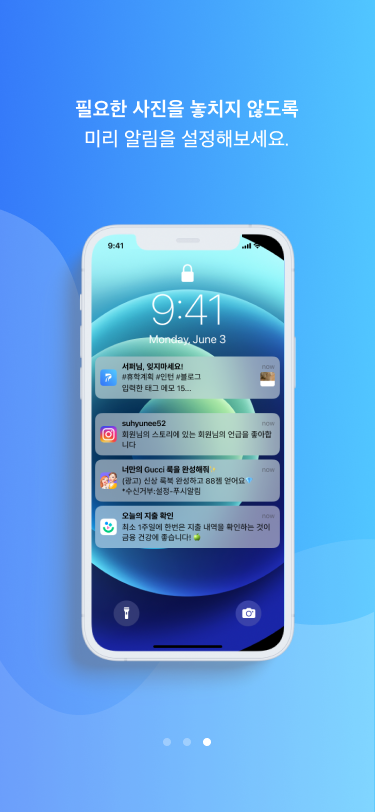 필요한 사진을 놓치지 않도록
미리 알림을 설정해보세요.
9:41
9:41
Monday, June 3
서퍼님, 잊지마세요!
now
#휴학계획 #인턴 #블로그
입력한 태그 메모 15...
suhyunee52
now
회원님의 스토리에 있는 회원님의 언급을 좋아합
니다
너만의 Gucci 룩을 완성해줘✨
now
(광고) 신상 룩북 완성하고 88젬 얻어요💎
*수신거부:설정-푸시알림
오늘의 지출 확인
now
최소 1주일에 한번은 지출 내역을 확인하는 것이
금융 건강에 좋습니다! 🍏